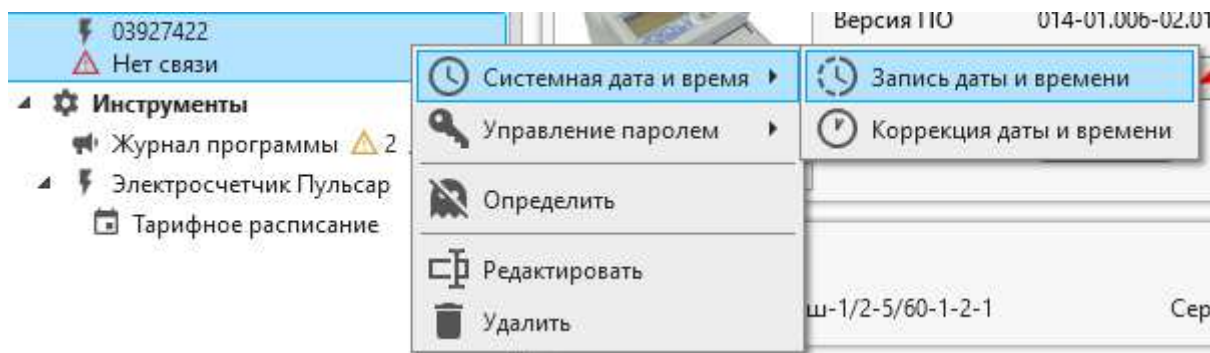 03927422
Нет связи
Инструменты
Журнал программы 2
Электросчетчик Пульсар
Тарифное расписание
Системная дата и время
Управление паролем
Определить
Редактировать
Удалить
Запись даты и времени
Коррекция даты и времени
Версия ПО 014-01.006-02.01
ш-1/2-5/60-1-2-1 Сер